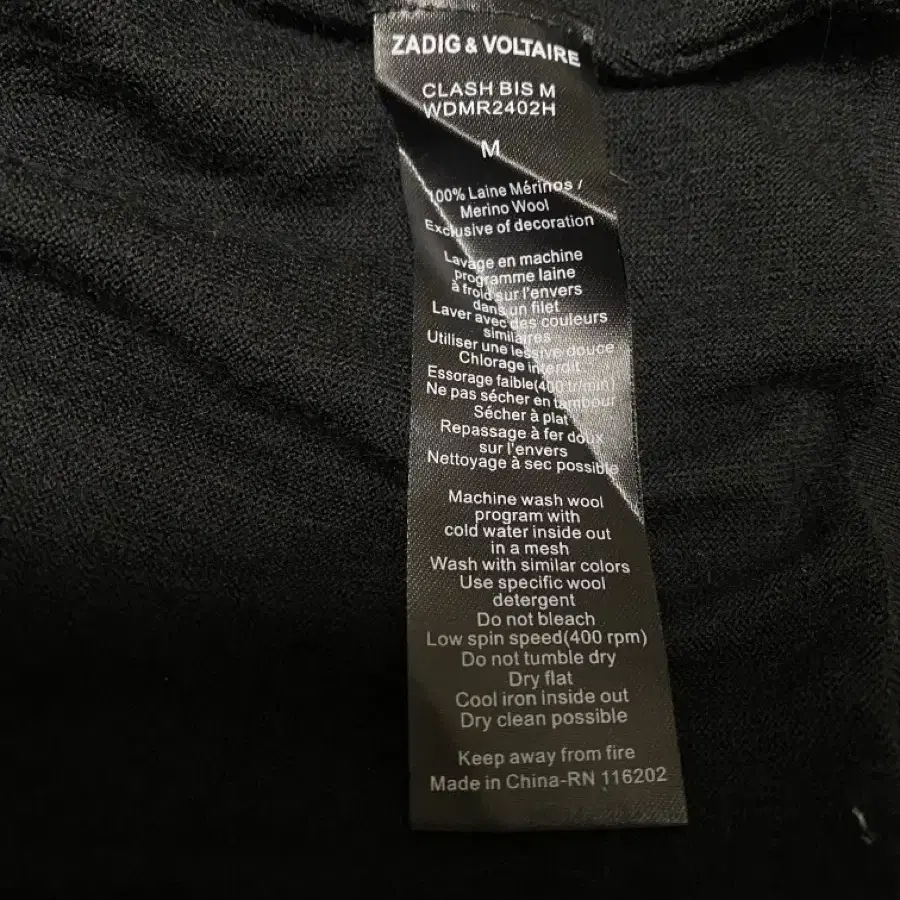 ZADIG & VOLTAIRE
CLASH BIS M
WDMR2402H
M
100% Laine Mérinos /
Merino Wool
Exclusive of decoration
Lavage en machine
programme laine
à froid sur l'envers
dans un filet
Laver avec des couleurs
similaires
Utiliser une lessive douce
Chlorage interdit
Essorage faible(400 tr/min)
Ne pas sécher en tambour
Sécher à plat
Repassage à fer doux
sur l'envers
Nettoyage à sec possible
Machine wash wool
program with
cold water inside out
in a mesh
Wash with similar colors
Use specific wool
detergent
Do not bleach
Low spin speed(400 rpm)
Do not tumble dry
Dry flat
Cool iron inside out
Dry clean possible
Keep away from fire
Made in China-RN 116202